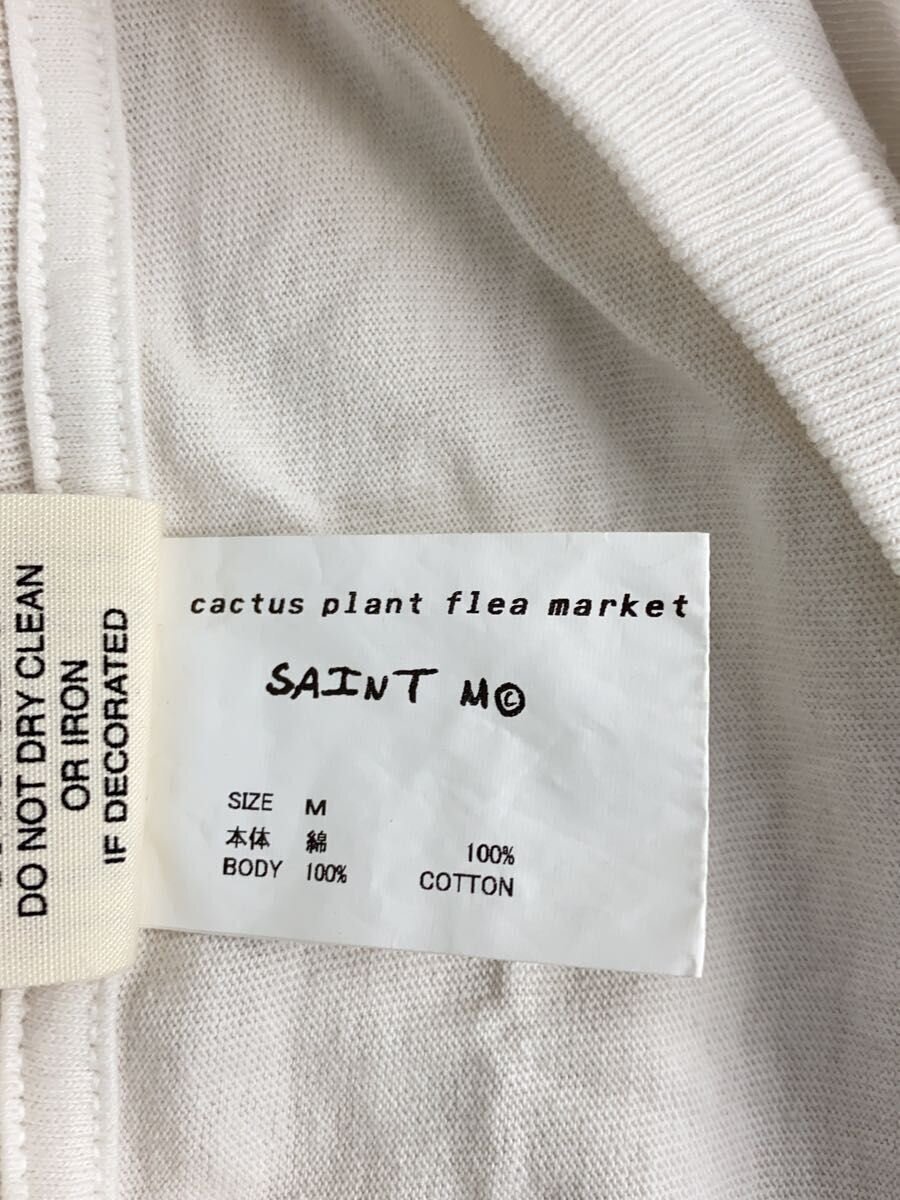 cactus plant flea market
SAINT M©
SIZE M
本体 綿 100%
BODY 100% COTTON
DO NOT DRY CLEAN
OR IRON
IF DECORATED